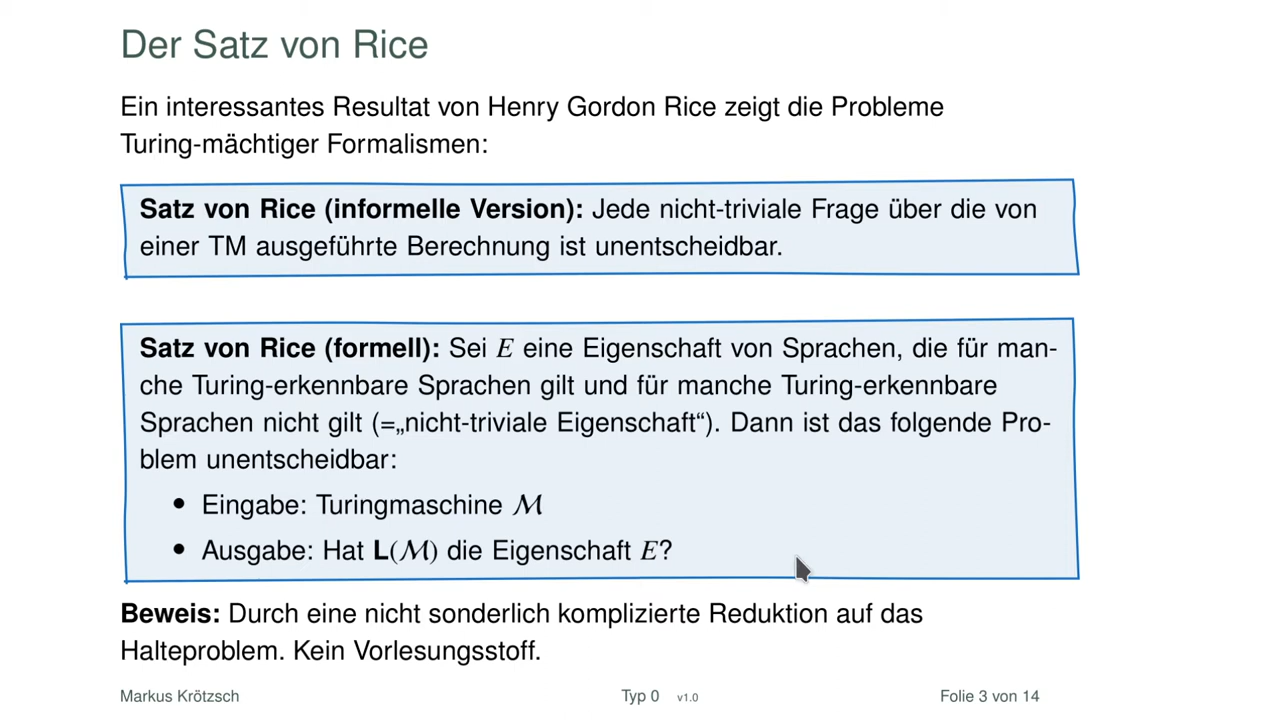 Der Satz von Rice
Ein interessantes Resultat von Henry Gordon Rice zeigt die Probleme
Turing-mächtiger Formalismen:
Satz von Rice (informelle Version): Jede nicht-triviale Frage über die von
einer TM ausgeführte Berechnung ist unentscheidbar.
Satz von Rice (formell): Sei E eine Eigenschaft von Sprachen, die für man-
che Turing-erkennbare Sprachen gilt und für manche Turing-erkennbare
Sprachen nicht gilt (=„nicht-triviale Eigenschaft“). Dann ist das folgende Pro-
blem unentscheidbar:
• Eingabe: Turingmaschine ℳ
• Ausgabe: Hat L(ℳ) die Eigenschaft E?
Beweis: Durch eine nicht sonderlich komplizierte Reduktion auf das
Halteproblem. Kein Vorlesungsstoff.
Markus Krötzsch Typ 0 v1.0 Folie 3 von 14